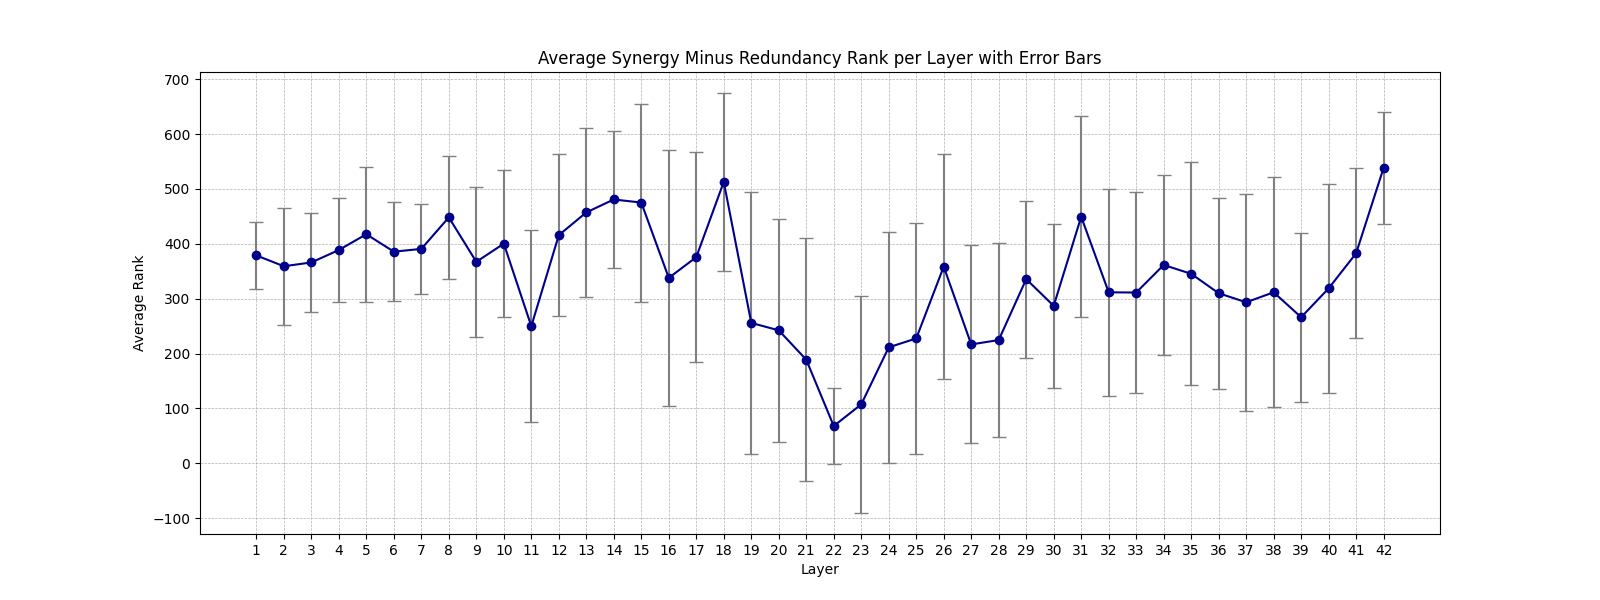 Average Synergy Minus Redundancy Rank per Layer with Error Bars
700
600
500
400
300
200
100
0
−100
Average Rank
1 2 3 4 5 6 7 8 9 10 11 12 13 14 15 16 17 18 19 20 21 22 23 24 25 26 27 28 29 30 31 32 33 34 35 36 37 38 39 40 41 42
Layer